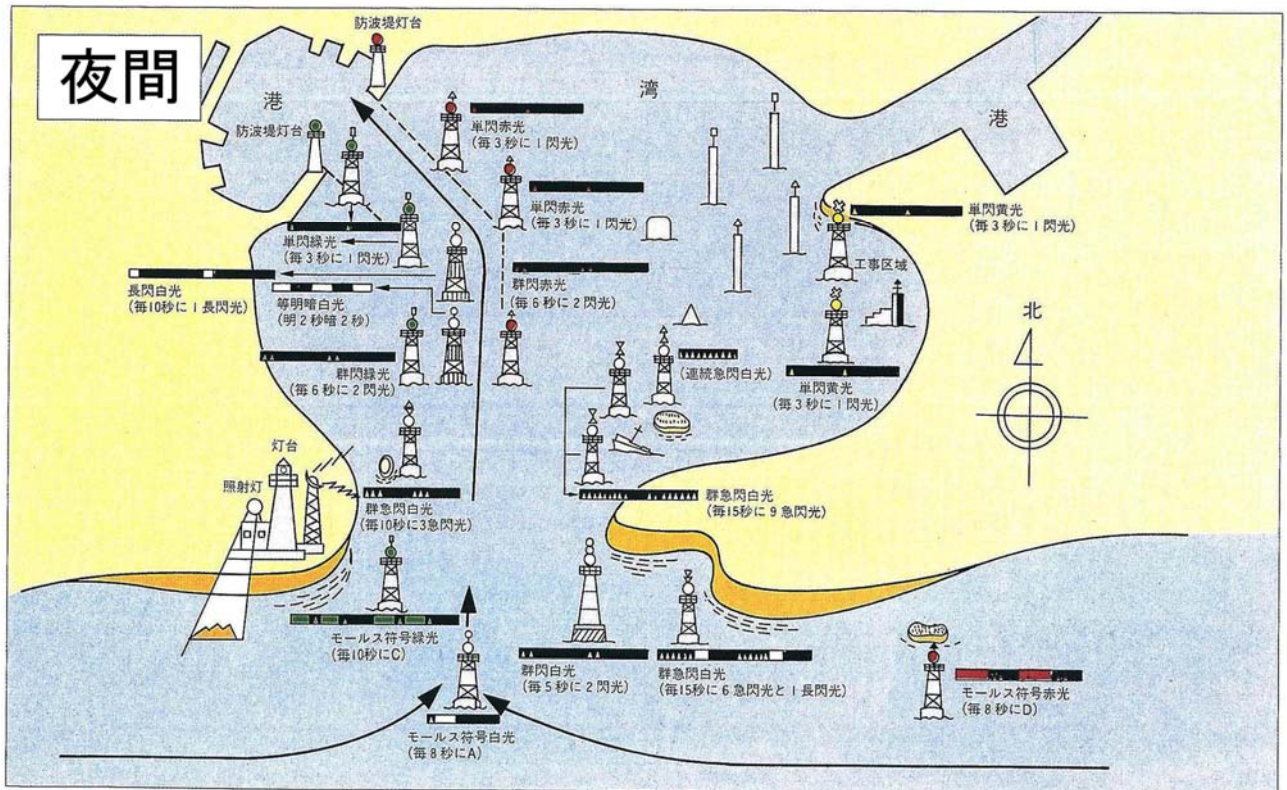 夜間
防波堤灯台
港
湾
港
防波堤灯台
単閃赤光
(毎3秒に1閃光)
単閃赤光
(毎3秒に1閃光)
単閃黄光
(毎3秒に1閃光)
単閃緑光
(毎3秒に1閃光)
工事区域
長閃白光
(毎10秒に1長閃光)
群閃赤光
(毎6秒に2閃光)
等明暗白光
(明2秒暗2秒)
北
群閃緑光
(毎6秒に2閃光)
(連続急閃白光)
単閃黄光
(毎3秒に1閃光)
灯台
照射灯
群急閃白光
(毎10秒に3急閃光)
群急閃白光
(毎15秒に9急閃光)
モールス符号緑光
(毎10秒にC)
群閃白光
(毎5秒に2閃光)
群急閃白光
(毎15秒に6急閃光と1長閃光)
モールス符号赤光
(毎8秒にD)
モールス符号白光
(毎8秒にA)